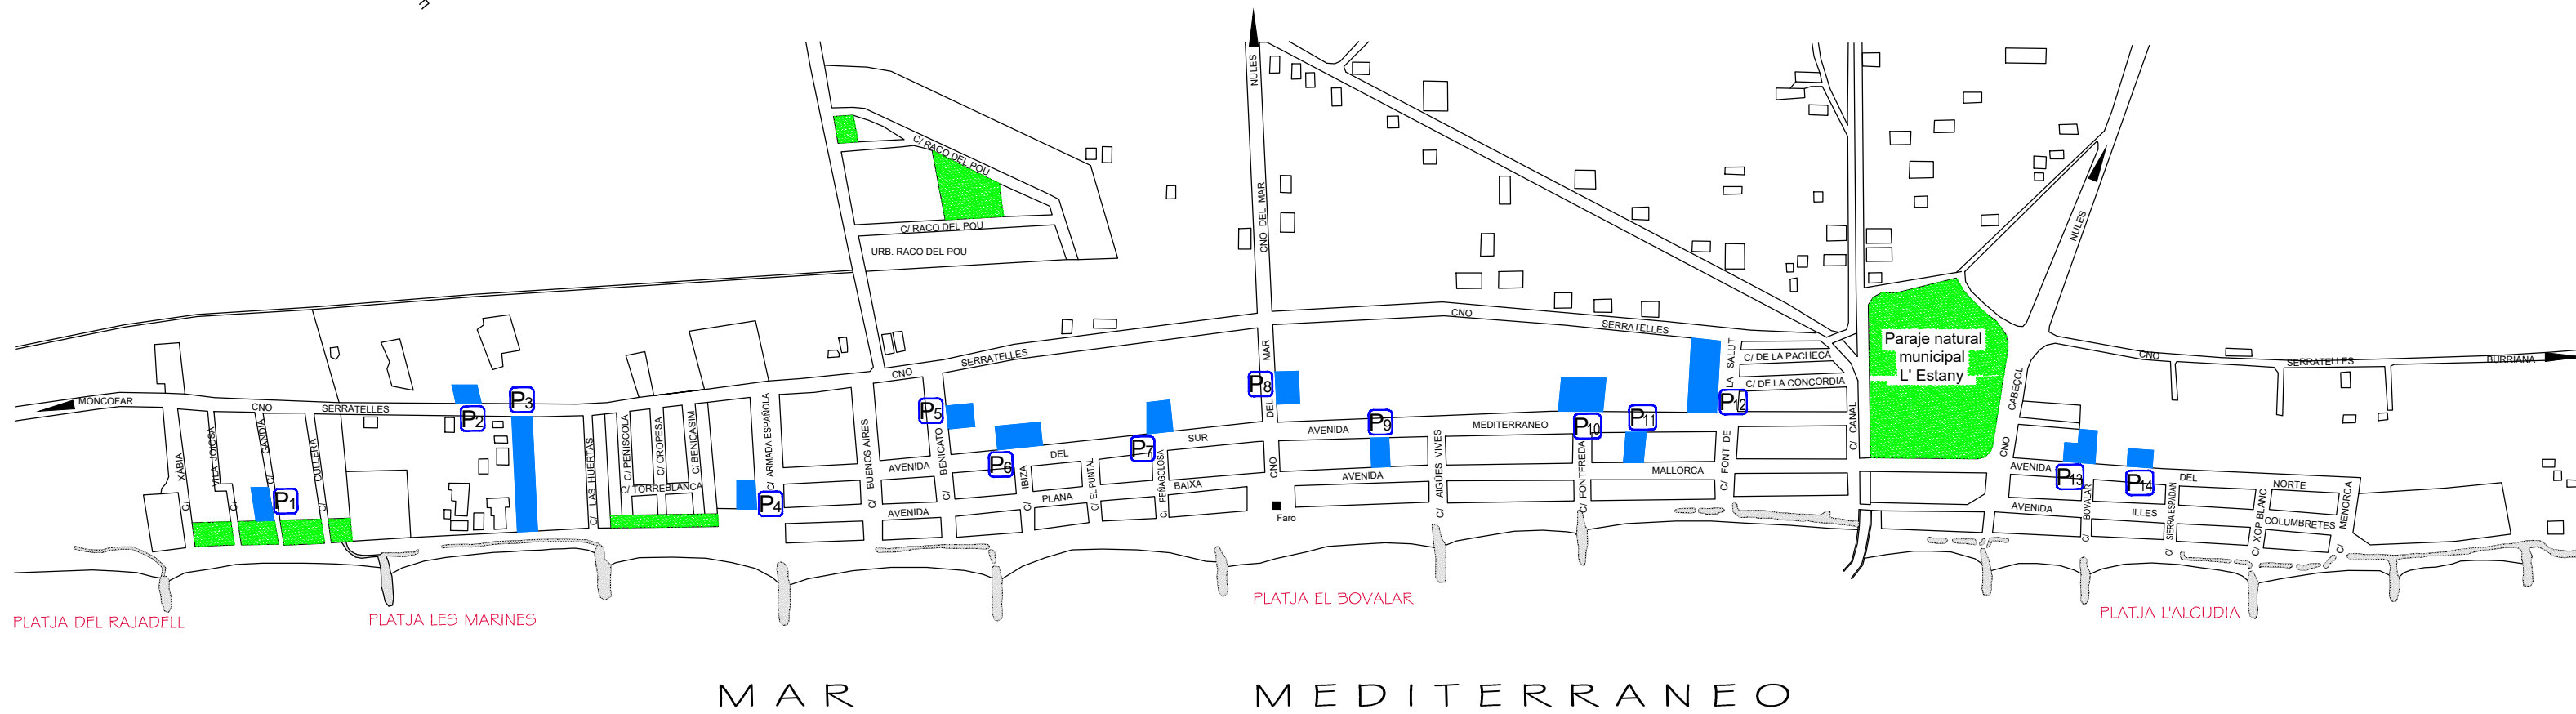 NULES
C/ RACO DEL POU
C/ RACO DEL POU
URB. RACO DEL POU
CNO DEL MAR
NULES
MONCOFAR
CNO
SERRATELLES
CNO
SERRATELLES
CNO
SERRATELLES
CNO
SERRATELLES
BURRIANA
Paraje natural
municipal
L' Estany
C/ XÀBIA
C/ VILA JOIOSA
C/ GANDIA
C/ CULLERA
C/ LAS HUERTAS
C/ PEÑISCOLA
C/ OROPESA
C/ BENICASIM
C/ TORREBLANCA
C/ ARMADA ESPAÑOLA
C/ BUENOS AIRES
C/ BENICATO
C/ IBIZA
C/ EL PUNTAL
C/ PEÑAGOLOSA
AVENIDA
DEL
SUR
AVENIDA
PLANA
BAIXA
CNO DEL MAR
Faro
AVENIDA
MEDITERRANEO
AVENIDA
MALLORCA
C/ AIGÜES VIVES
C/ FONTFREDA
C/ FONT DE LA SALUT
C/ DE LA PACHECA
C/ DE LA CONCORDIA
C/ CANAL
CNO CABEÇOL
AVENIDA
DEL
NORTE
AVENIDA
ILLES
COLUMBRETES
C/ BOVALAR
C/ SIERRA ESPADAN
C/ XOP BLANC
C/ MENORCA
P1
P2
P3
P4
P5
P6
P7
P8
P9
P10
P11
P12
P13
P14
PLATJA DEL RAJADELL
PLATJA LES MARINES
PLATJA EL BOVALAR
PLATJA L'ALCUDIA
MAR MEDITERRANEO